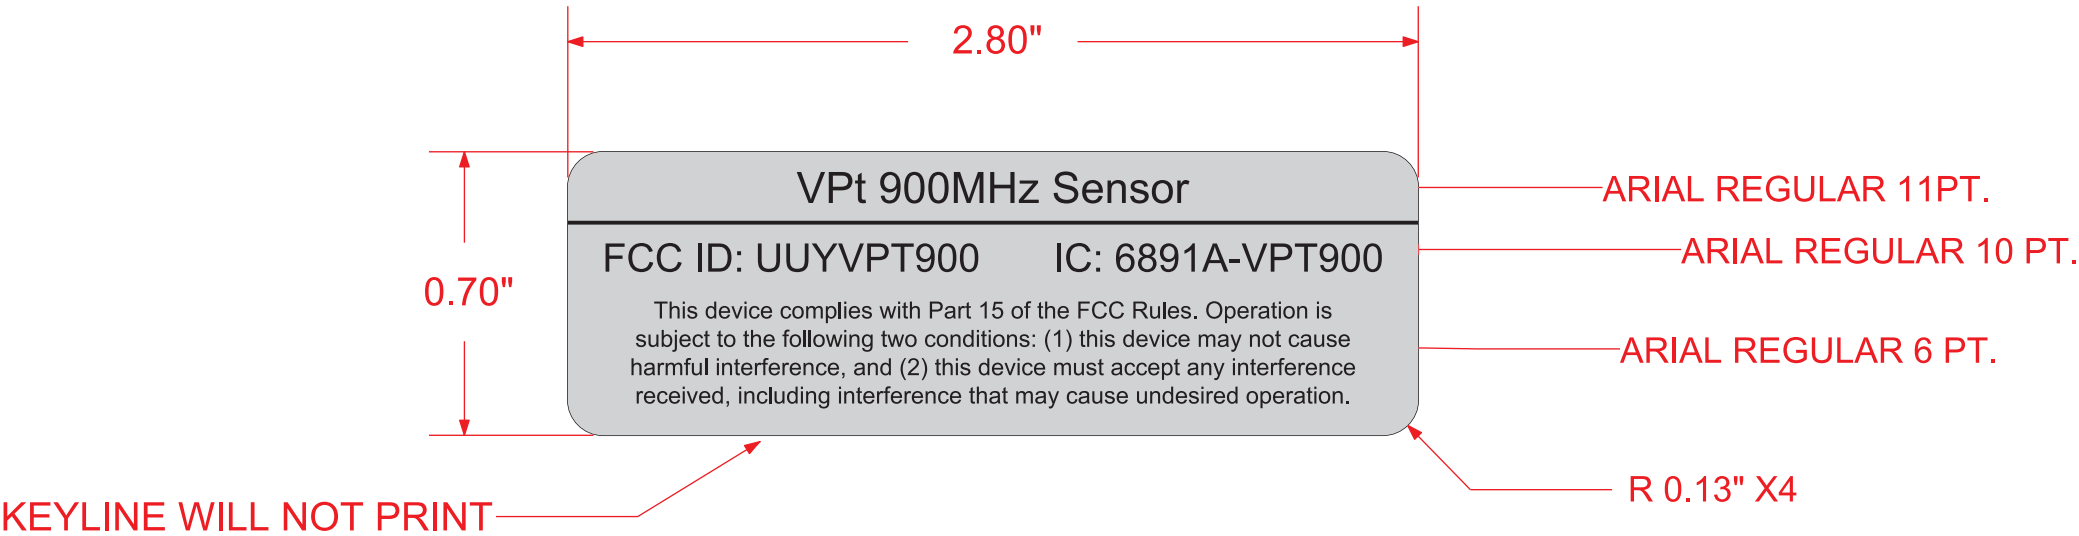 2.80"
VPt 900MHz Sensor
ARIAL REGULAR 11PT.
FCC ID: UUYVPT900 IC: 6891A-VPT900
ARIAL REGULAR 10 PT.
0.70"
This device complies with Part 15 of the FCC Rules. Operation is
subject to the following two conditions: (1) this device may not cause
harmful interference, and (2) this device must accept any interference
received, including interference that may cause undesired operation.
ARIAL REGULAR 6 PT.
R 0.13" X4
KEYLINE WILL NOT PRINT